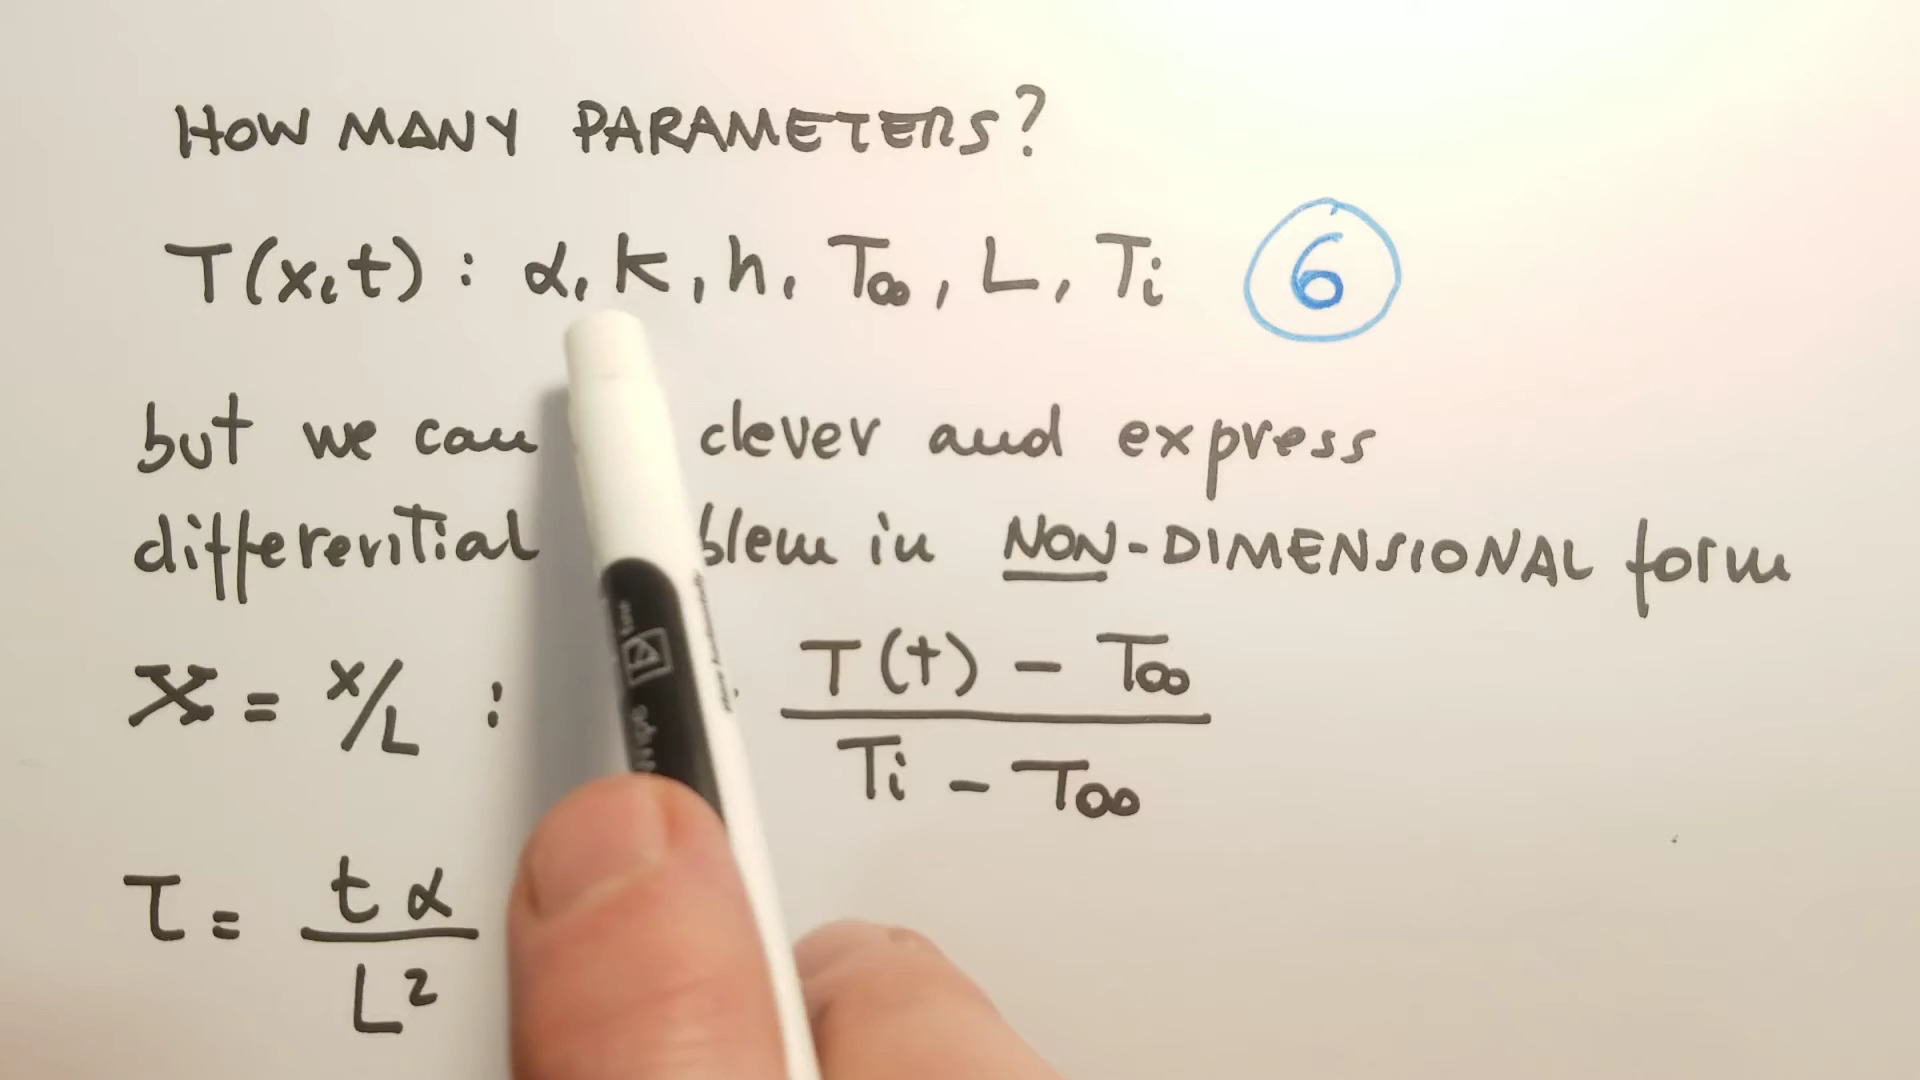 HOW MANY PARAMETERS?
T(x,t) : α, k, h, T∞, L, Ti 6
but we can clever and express
differential blem in NON-DIMENSIONAL form
X = x/L : T(t) - T∞ / Ti - T∞
τ = t α / L²